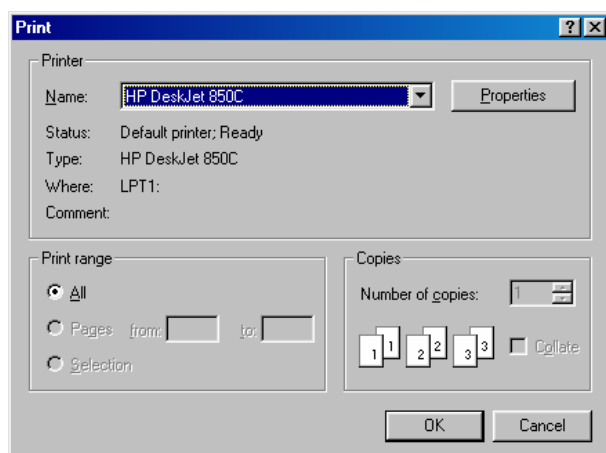 Print
Printer
Name: HP DeskJet 850C Properties
Status: Default printer; Ready
Type: HP DeskJet 850C
Where: LPT1:
Comment:
Print range
All
Pages from: to:
Selection
Copies
Number of copies: 1
1 1 2 2 3 3 Collate
OK Cancel